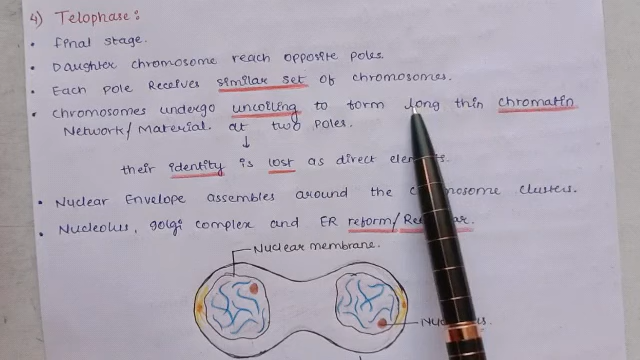 4) Telophase:
• final stage.
• Daughter chromosome reach opposite poles.
• Each pole Receives similar set of chromosomes.
• chromosomes undergo uncoiling to form long thin chromatin
Network/Material at two poles.
↓
their identity is lost as direct
• Nuclear Envelope assembles around the chromosome clusters.
• Nucleolus, golgi complex and ER reform/
Nuclear membrane.